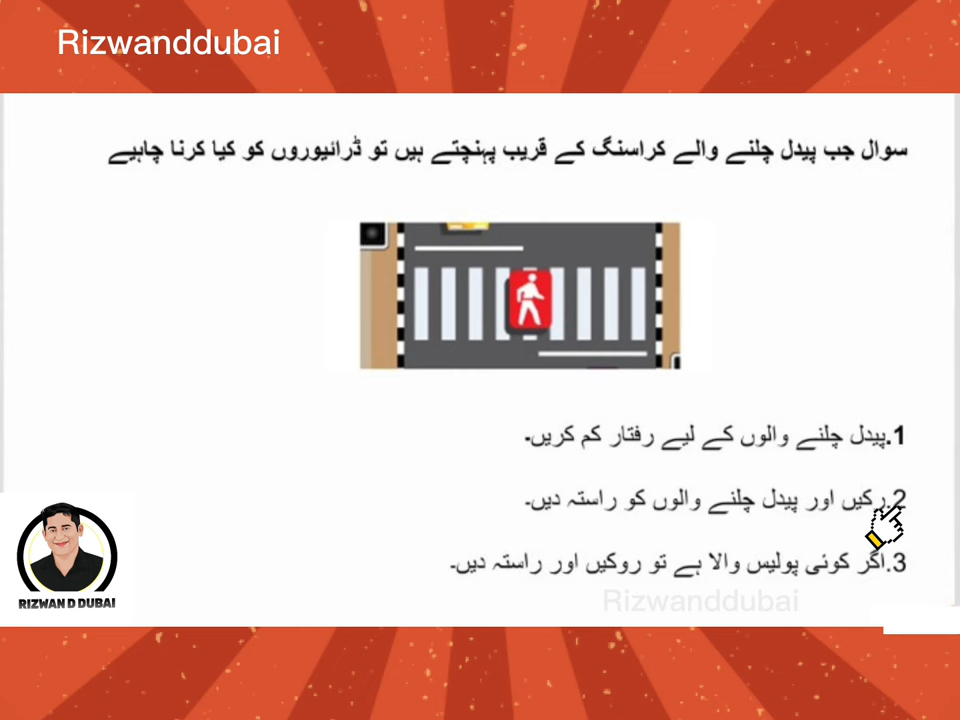 Rizwanddubai
سوال جب پیدل چلنے والے کراسنگ کے قریب پہنچتے ہیں تو ڈرائیوروں کو کیا کرنا چاہیے
1.پیدل چلنے والوں کے لیے رفتار کم کریں۔
2.رکیں اور پیدل چلنے والوں کو راستہ دیں۔
3.اگر کوئی پولیس والا ہے تو روکیں اور راستہ دیں۔
RIZWAN D DUBAI
Rizwanddubai